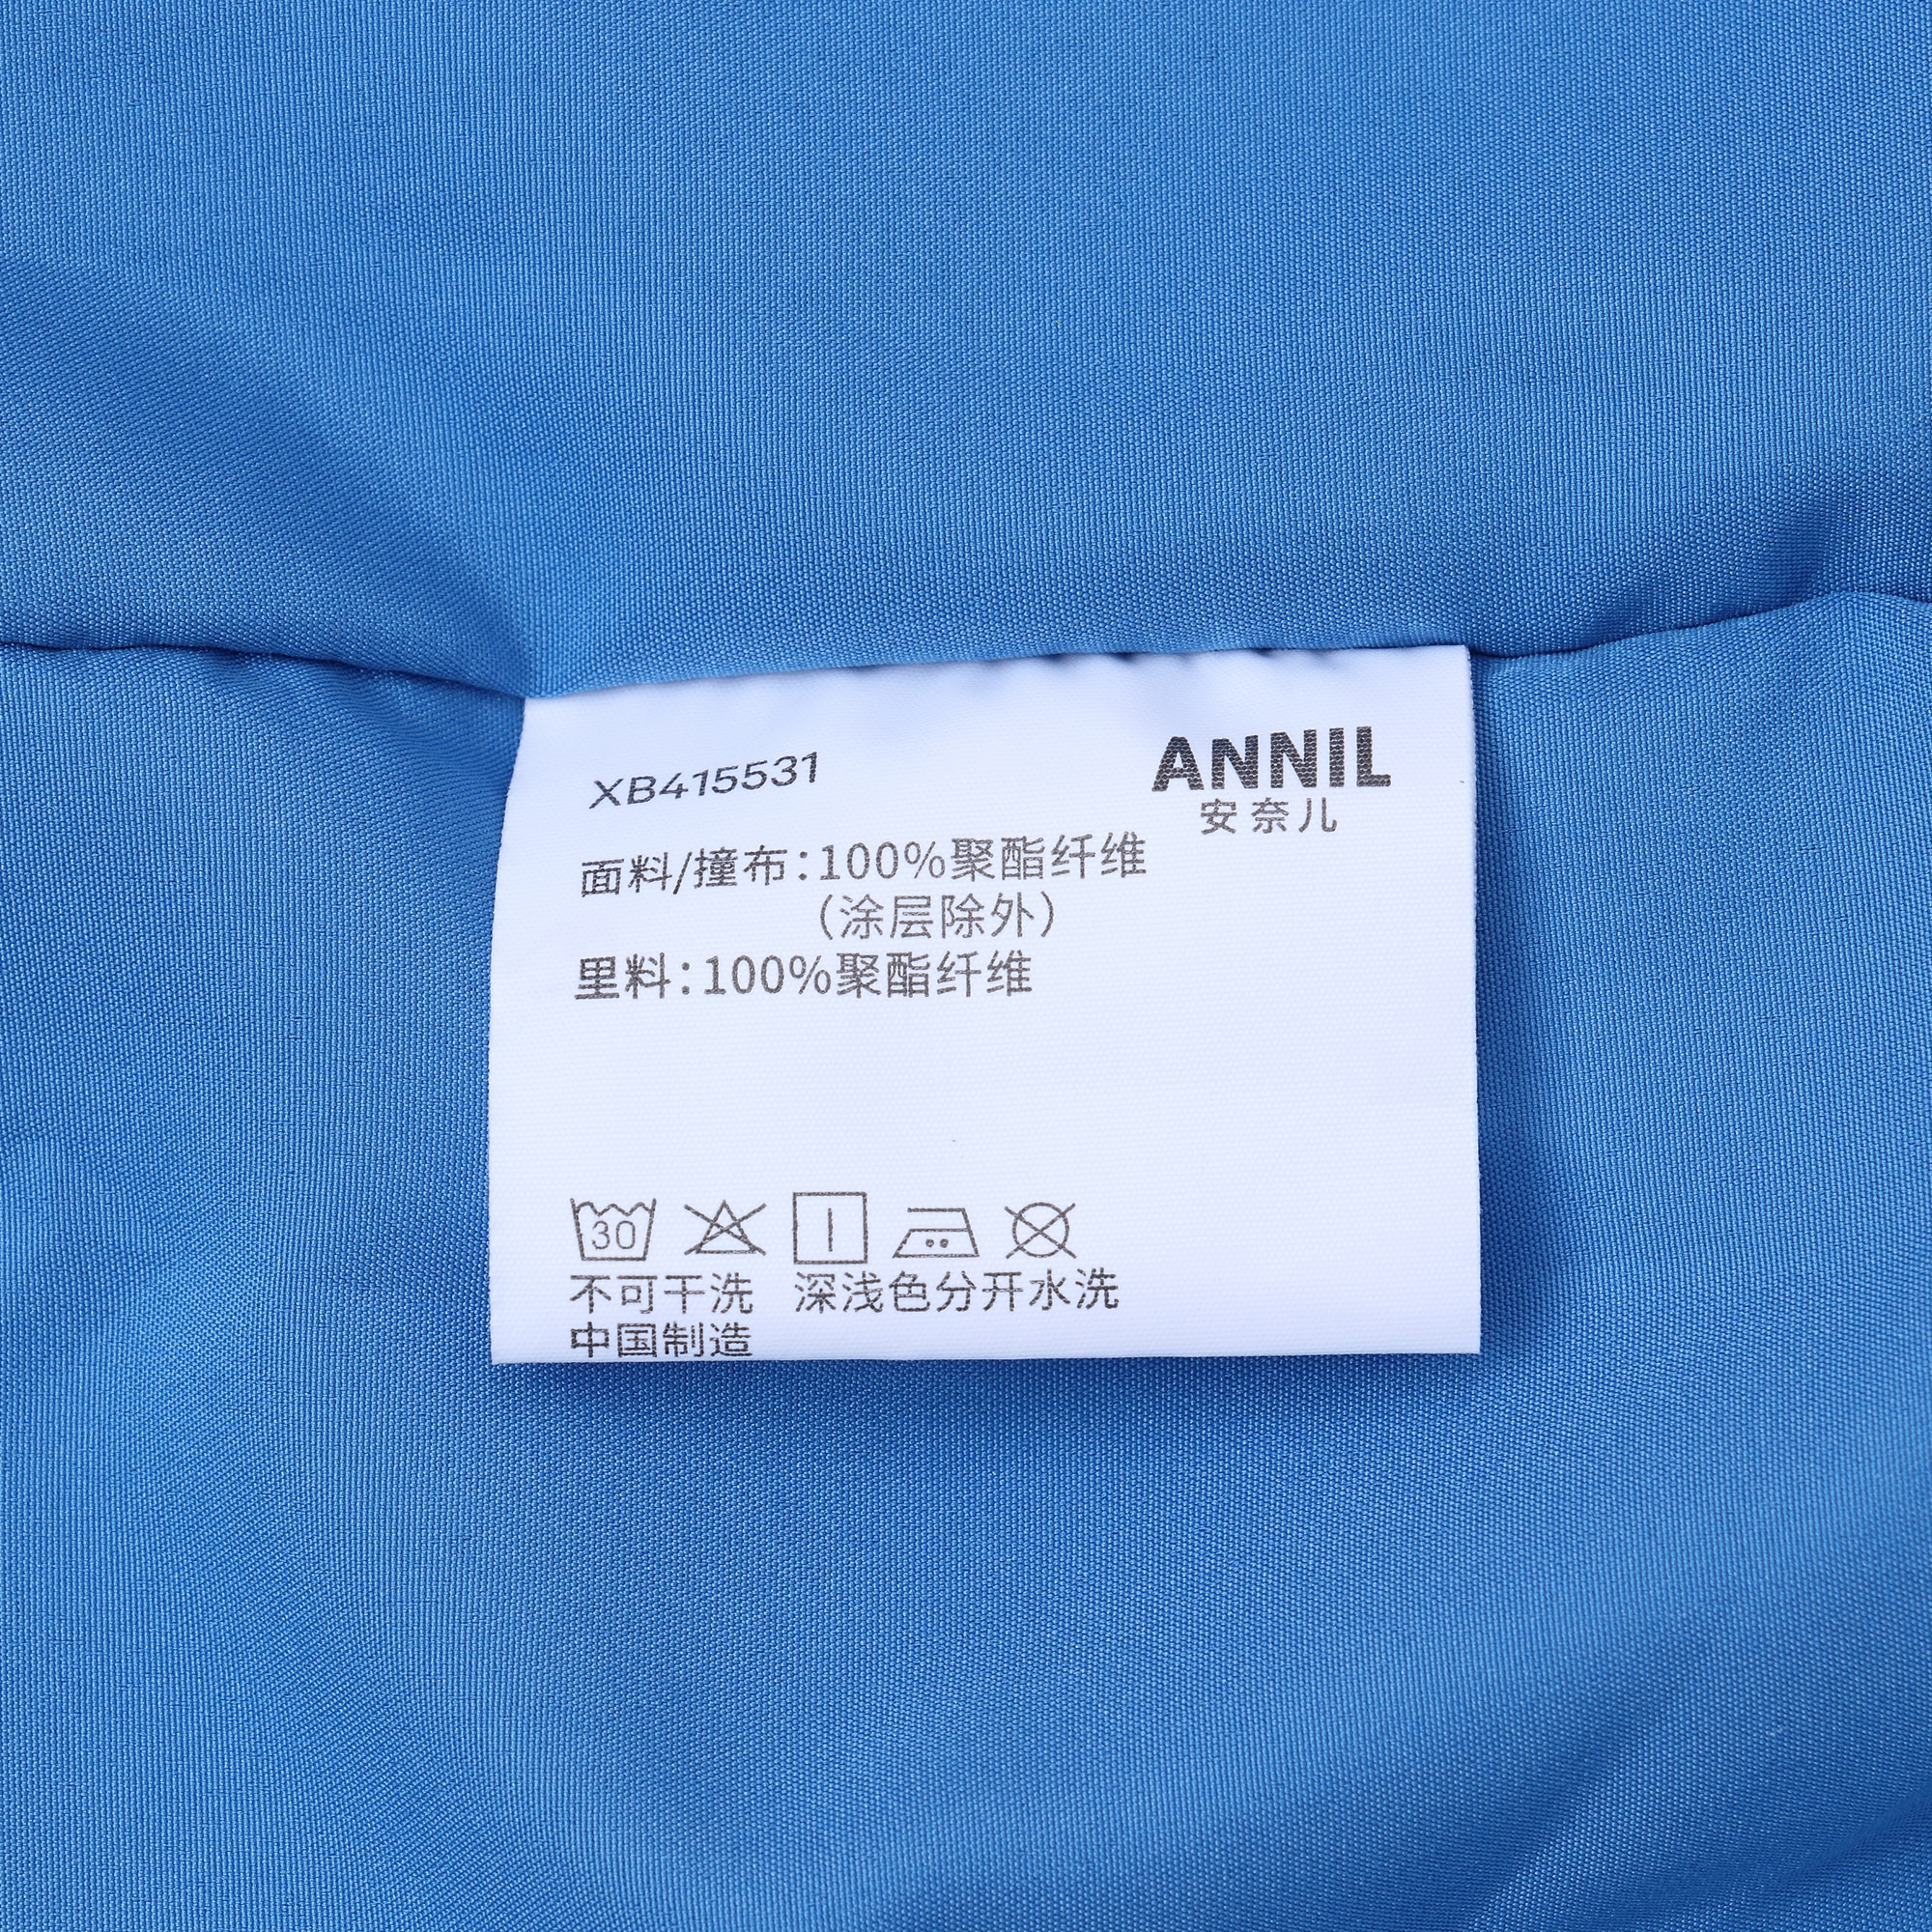 XB415531
ANNIL
安奈儿
面料/撞布:100%聚酯纤维
(涂层除外)
里料:100%聚酯纤维
30
不可干洗 深浅色分开水洗
中国制造